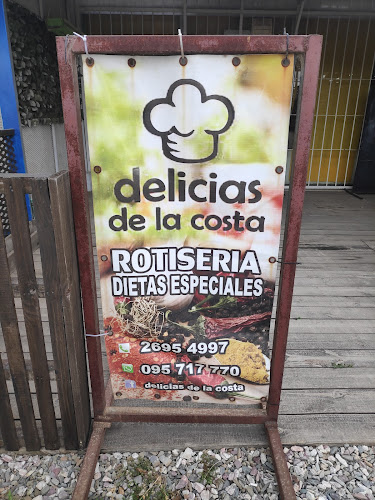 delicias
de la costa
ROTISERIA
DIETAS ESPECIALES
2695 4997
095 717 770
delicias de la costa